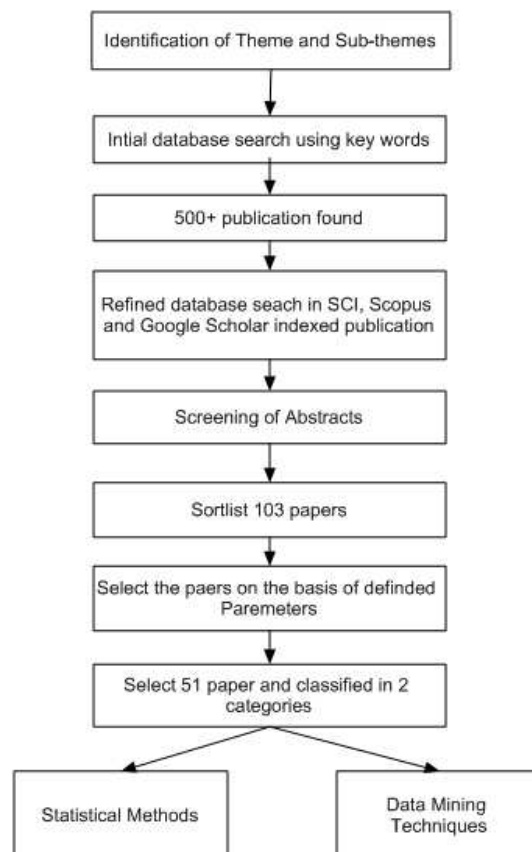 Identification of Theme and Sub-themes
Intial database search using key words
500+ publication found
Refined database seach in SCI, Scopus
and Google Scholar indexed publication
Screening of Abstracts
Sortlist 103 papers
Select the paers on the basis of definded
Paremeters
Select 51 paper and classified in 2
categories
Statistical Methods
Data Mining
Techniques